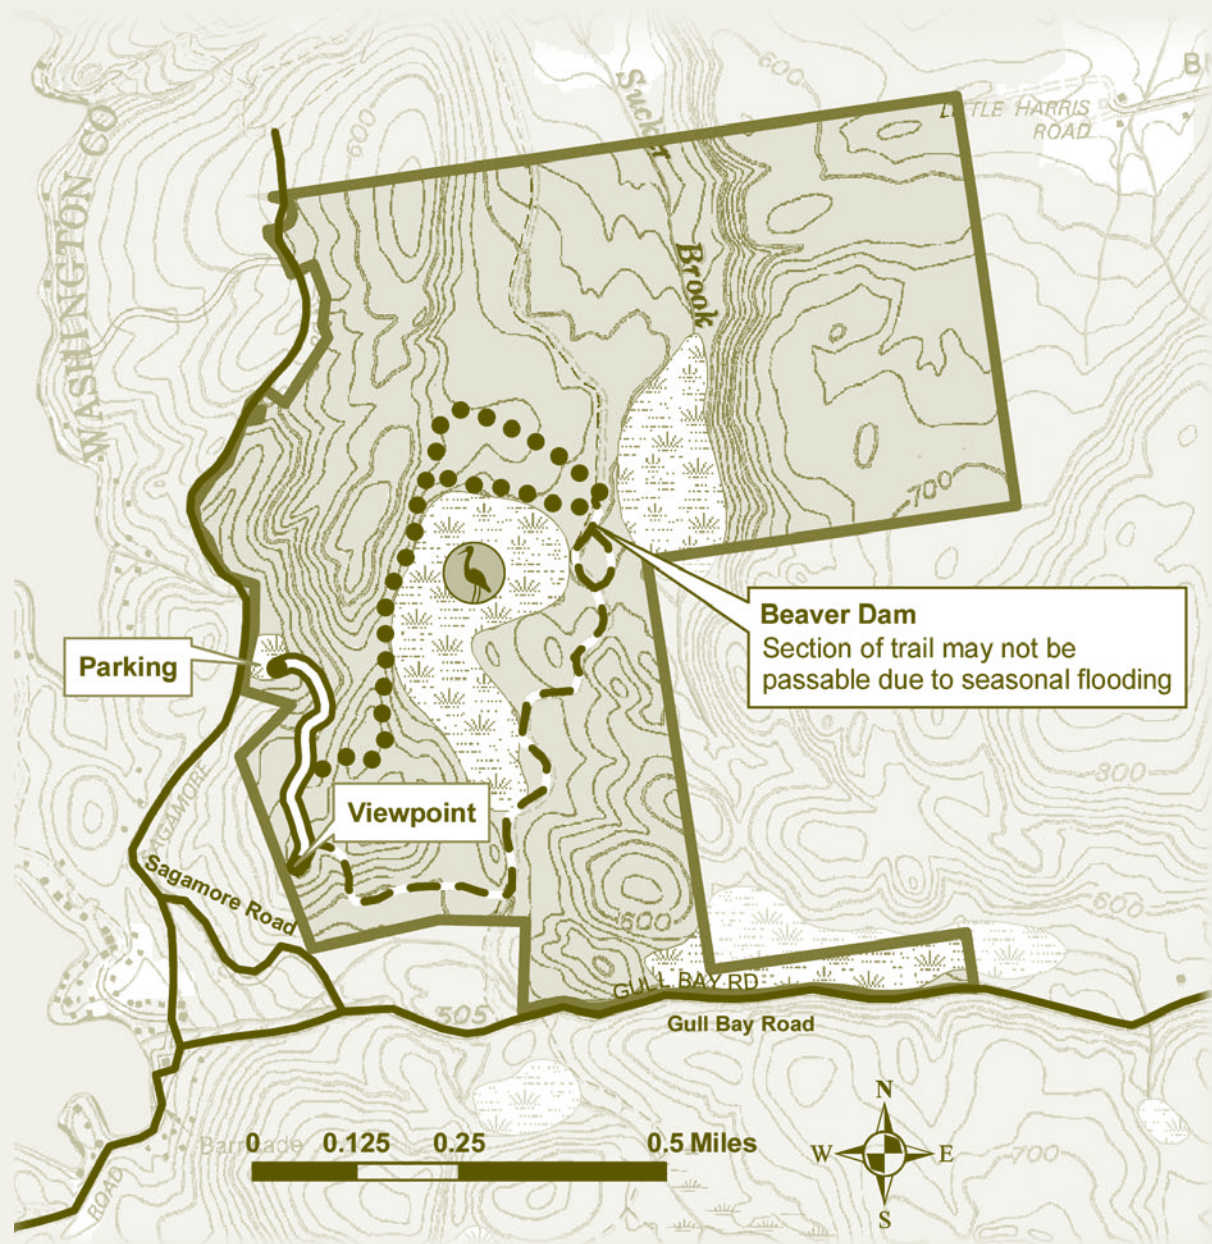 600
Sucker
B
LITTLE HARRIS
ROAD
WASHINGTON CO
600
Brook
700
Beaver Dam
Section of trail may not be
passable due to seasonal flooding
Parking
300
Viewpoint
SAGAMORE
Sagamore Road
600
600
GULL BAY RD
505
Gull Bay Road
N
W
E
S
0 0.125 0.25 0.5 Miles
700
ROAD